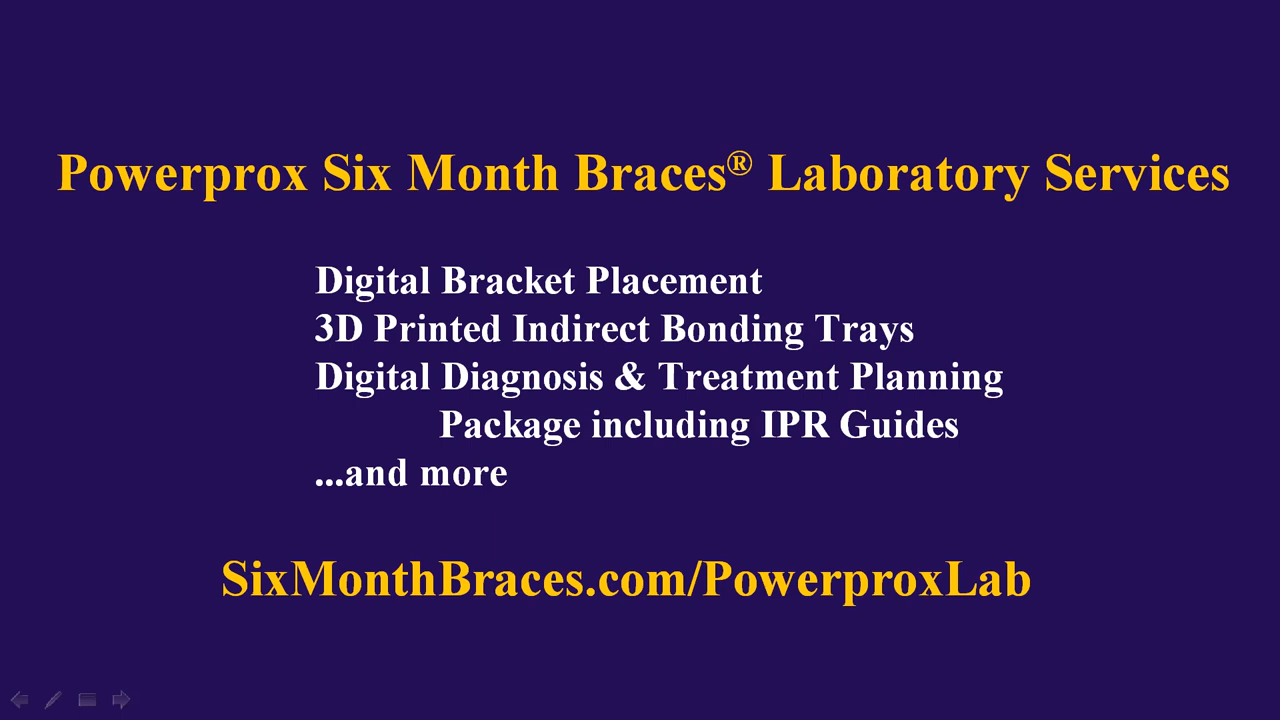 Powerprox Six Month Braces® Laboratory Services
Digital Bracket Placement
3D Printed Indirect Bonding Trays
Digital Diagnosis & Treatment Planning
Package including IPR Guides
...and more
SixMonthBraces.com/PowerproxLab